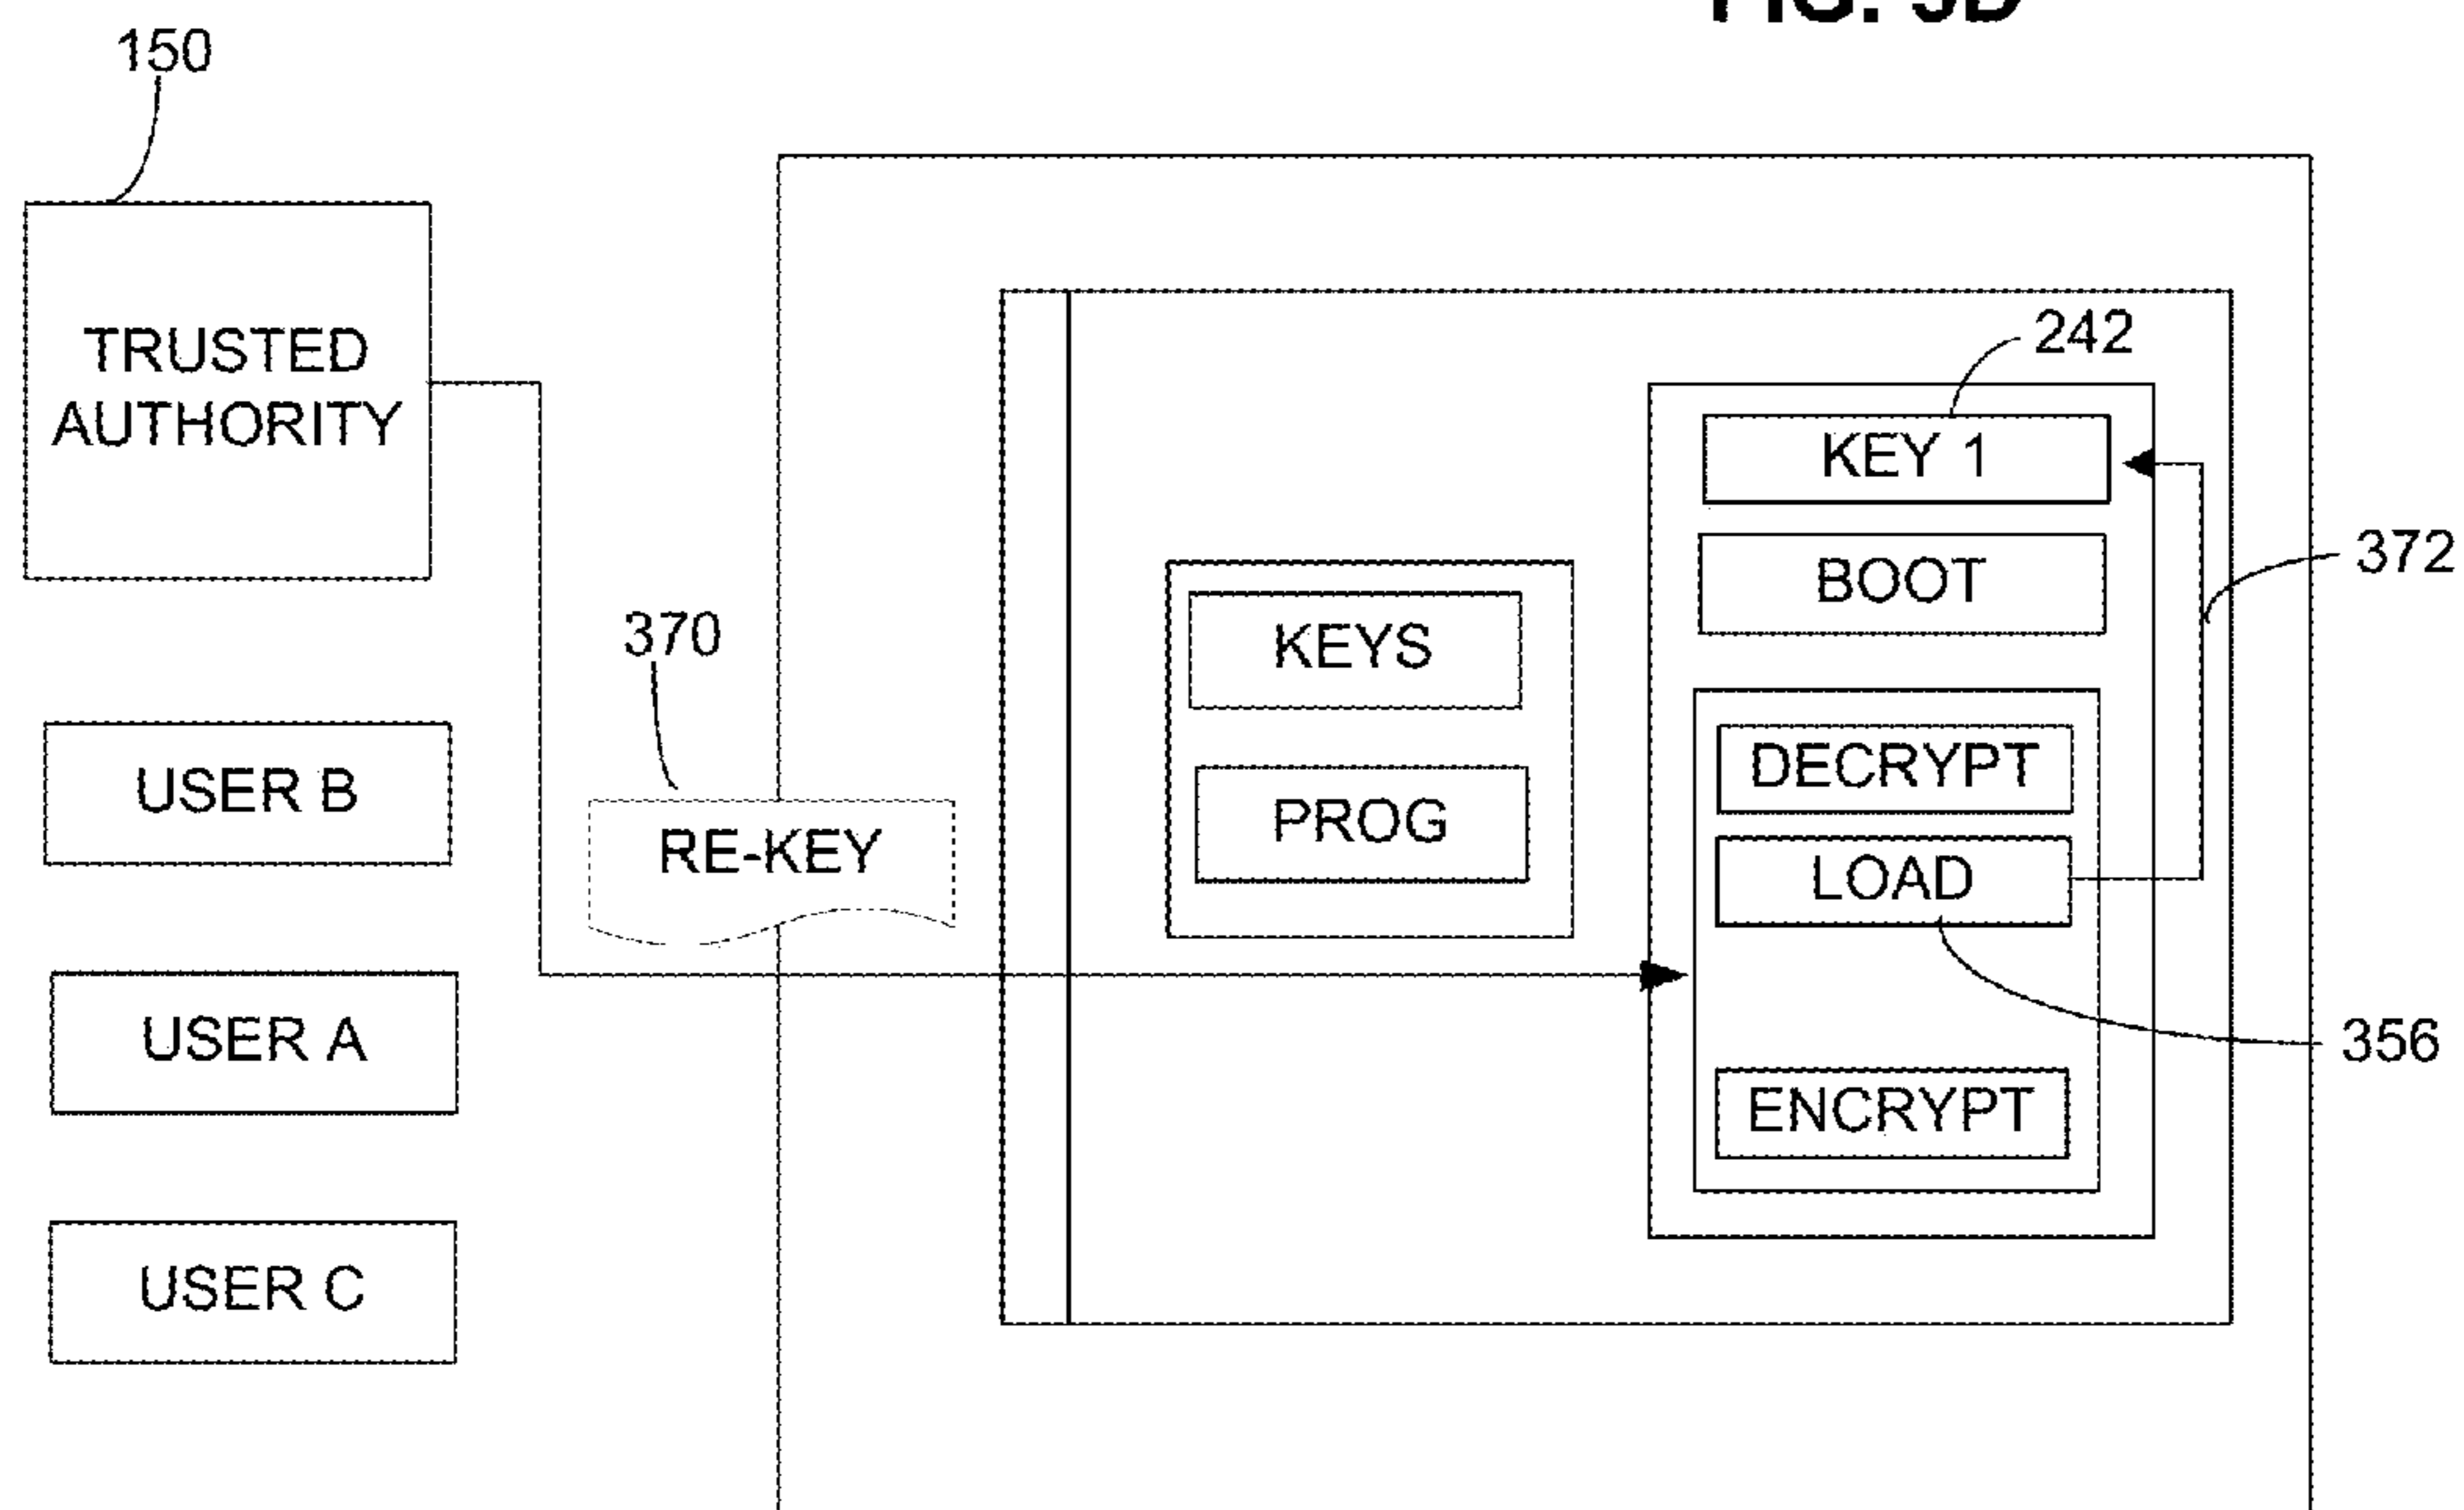 150
TRUSTED
AUTHORITY
242
KEY 1
BOOT
372
KEYS
370
DECRYPT
USER B
PROG
RE-KEY
LOAD
USER A
356
ENCRYPT
USER C